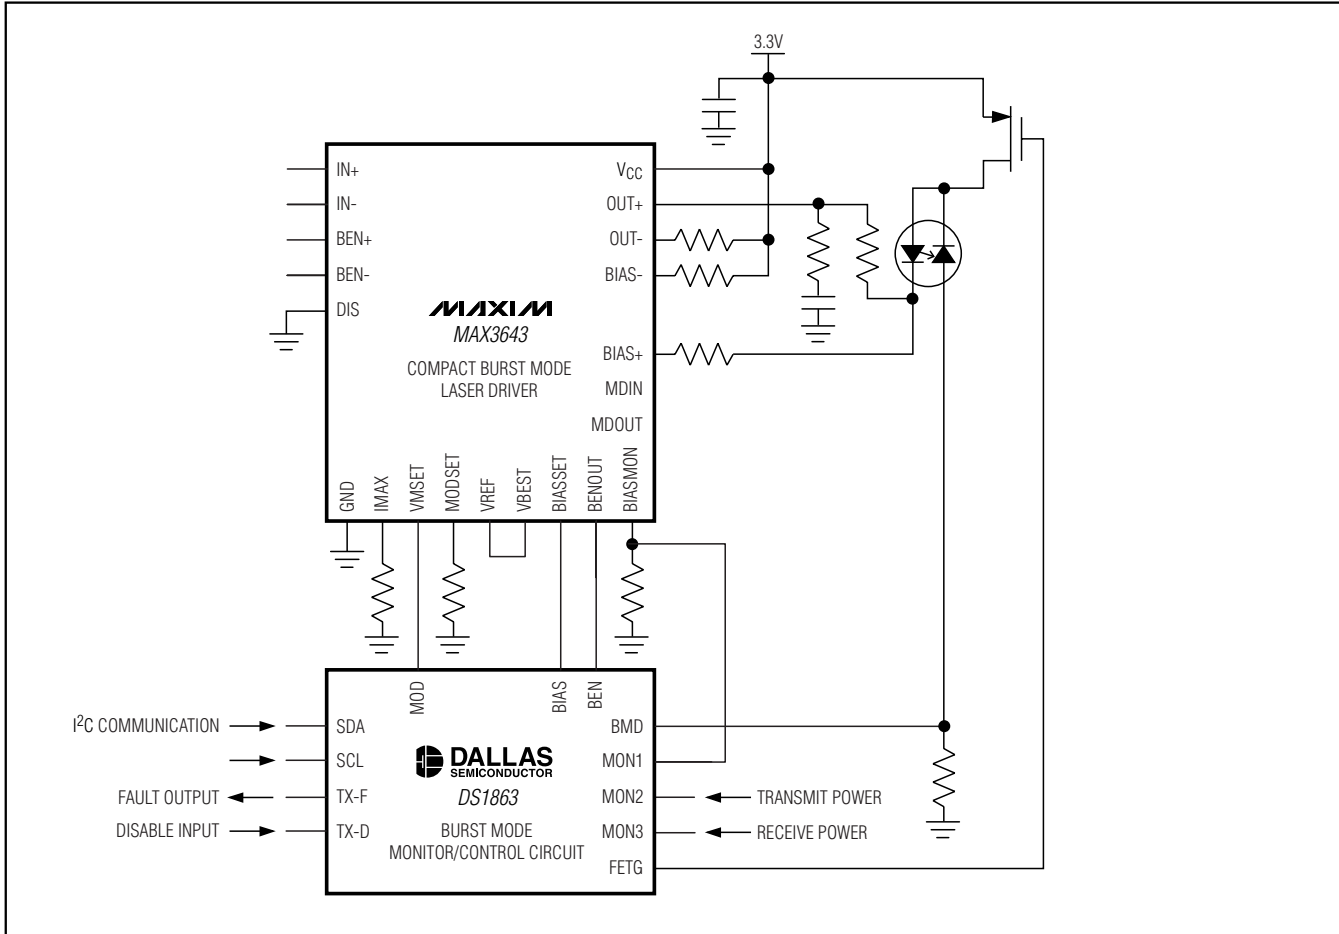 3.3V
IN+
IN-
BEN+
BEN-
DIS
VCC
OUT+
OUT-
BIAS-
BIAS+
MDIN
MDOUT
MAXIM
MAX3643
COMPACT BURST MODE
LASER DRIVER
GND
IMAX
VMSET
MODSET
VREF
VBEST
BIASSET
BENOUT
BIASMON
MOD
BIAS
BEN
I²C COMMUNICATION
FAULT OUTPUT
DISABLE INPUT
SDA
SCL
TX-F
TX-D
DALLAS
SEMICONDUCTOR
DS1863
BURST MODE
MONITOR/CONTROL CIRCUIT
BMD
MON1
MON2
MON3
FETG
TRANSMIT POWER
RECEIVE POWER